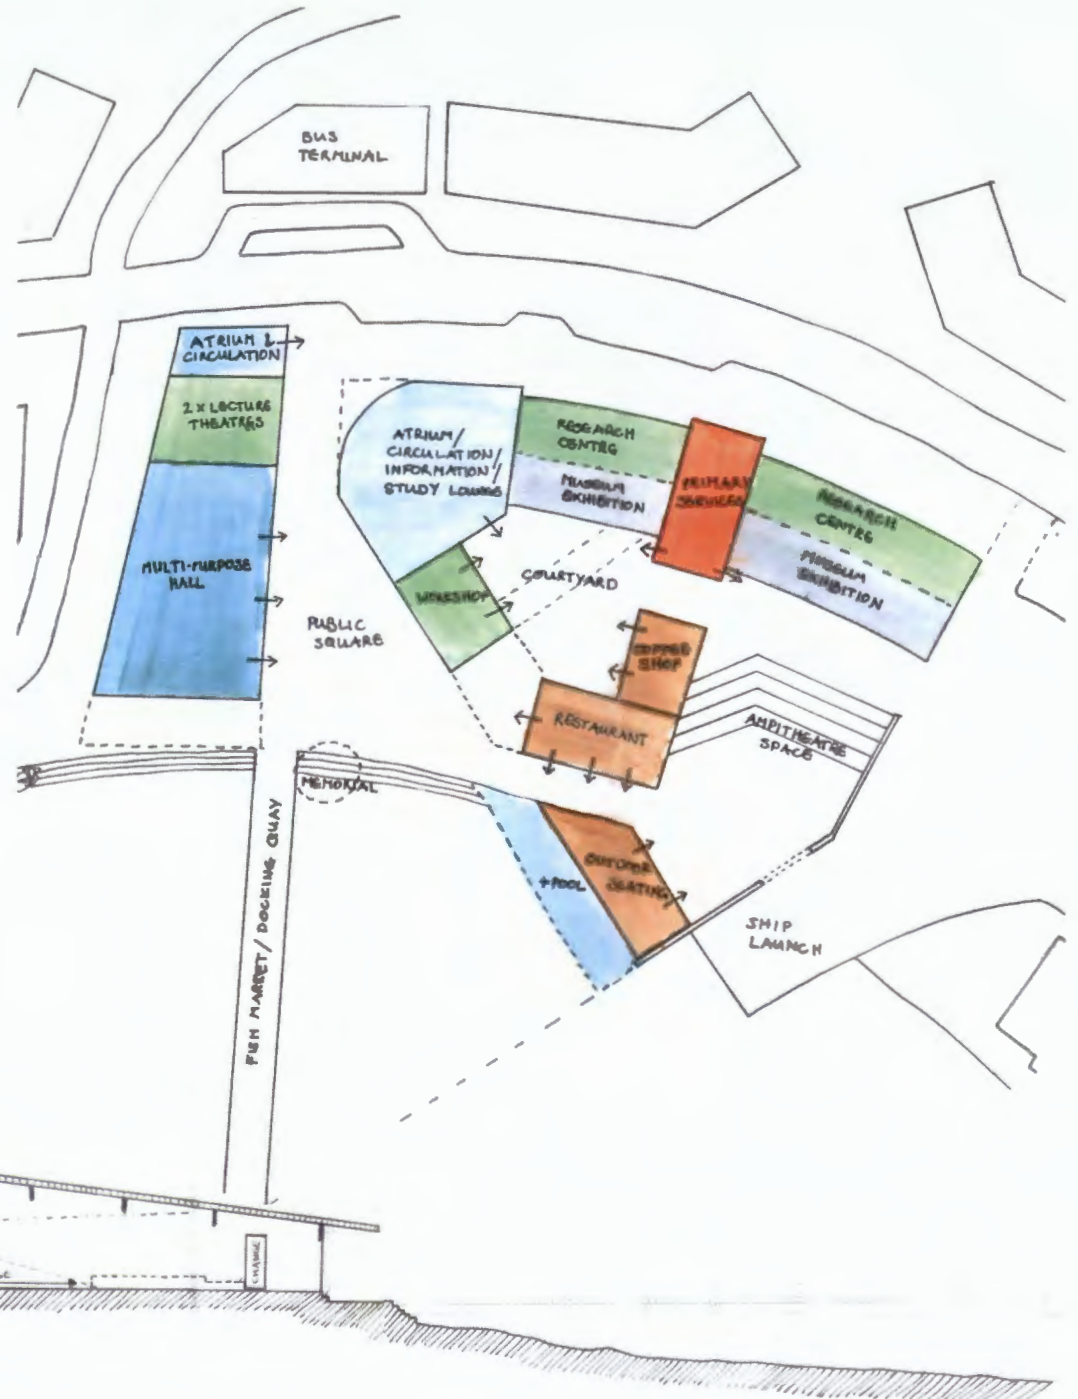 BUS
TERMINAL
ATRIUM &
CIRCULATION
2 X LECTURE
THEATRES
MULTI-PURPOSE
HALL
ATRIUM/
CIRCULATION/
INFORMATION/
STUDY LOUNGE
RESEARCH
CENTRE
MUSEUM
EXHIBITION
PRIMARY
SERVICES
RESEARCH
CENTRE
MUSEUM
EXHIBITION
WORKSHOP
COURTYARD
PUBLIC
SQUARE
COFFEE
SHOP
RESTAURANT
AMPITHEATRE
SPACE
MEMORIAL
FISH MARKET / DOCKING QUAY
OUTDOOR
SEATING
+POOL
SHIP
LAUNCH
CHANGE